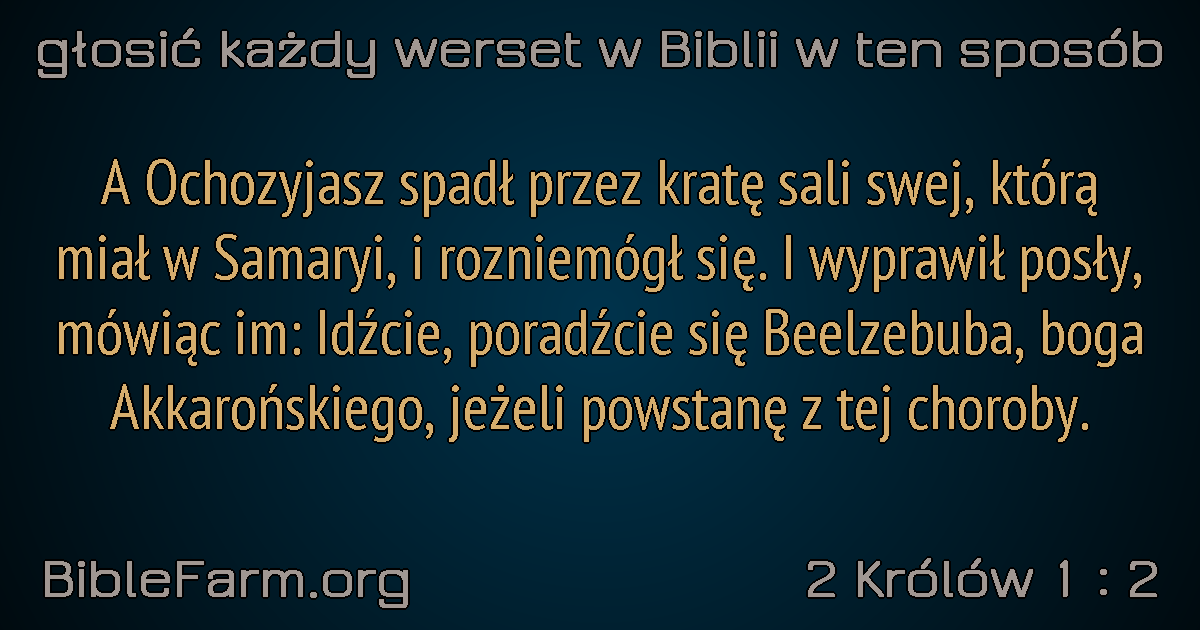 głosić każdy werset w Biblii w ten sposób
A Ochozyjasz spadł przez kratę sali swej, którą
miał w Samaryi, i rozniemógł się. I wyprawił posły,
mówiąc im: Idźcie, poradźcie się Beelzebuba, boga
Akkarońskiego, jeżeli powstanę z tej choroby.
BibleFarm.org
2 Królów 1 : 2